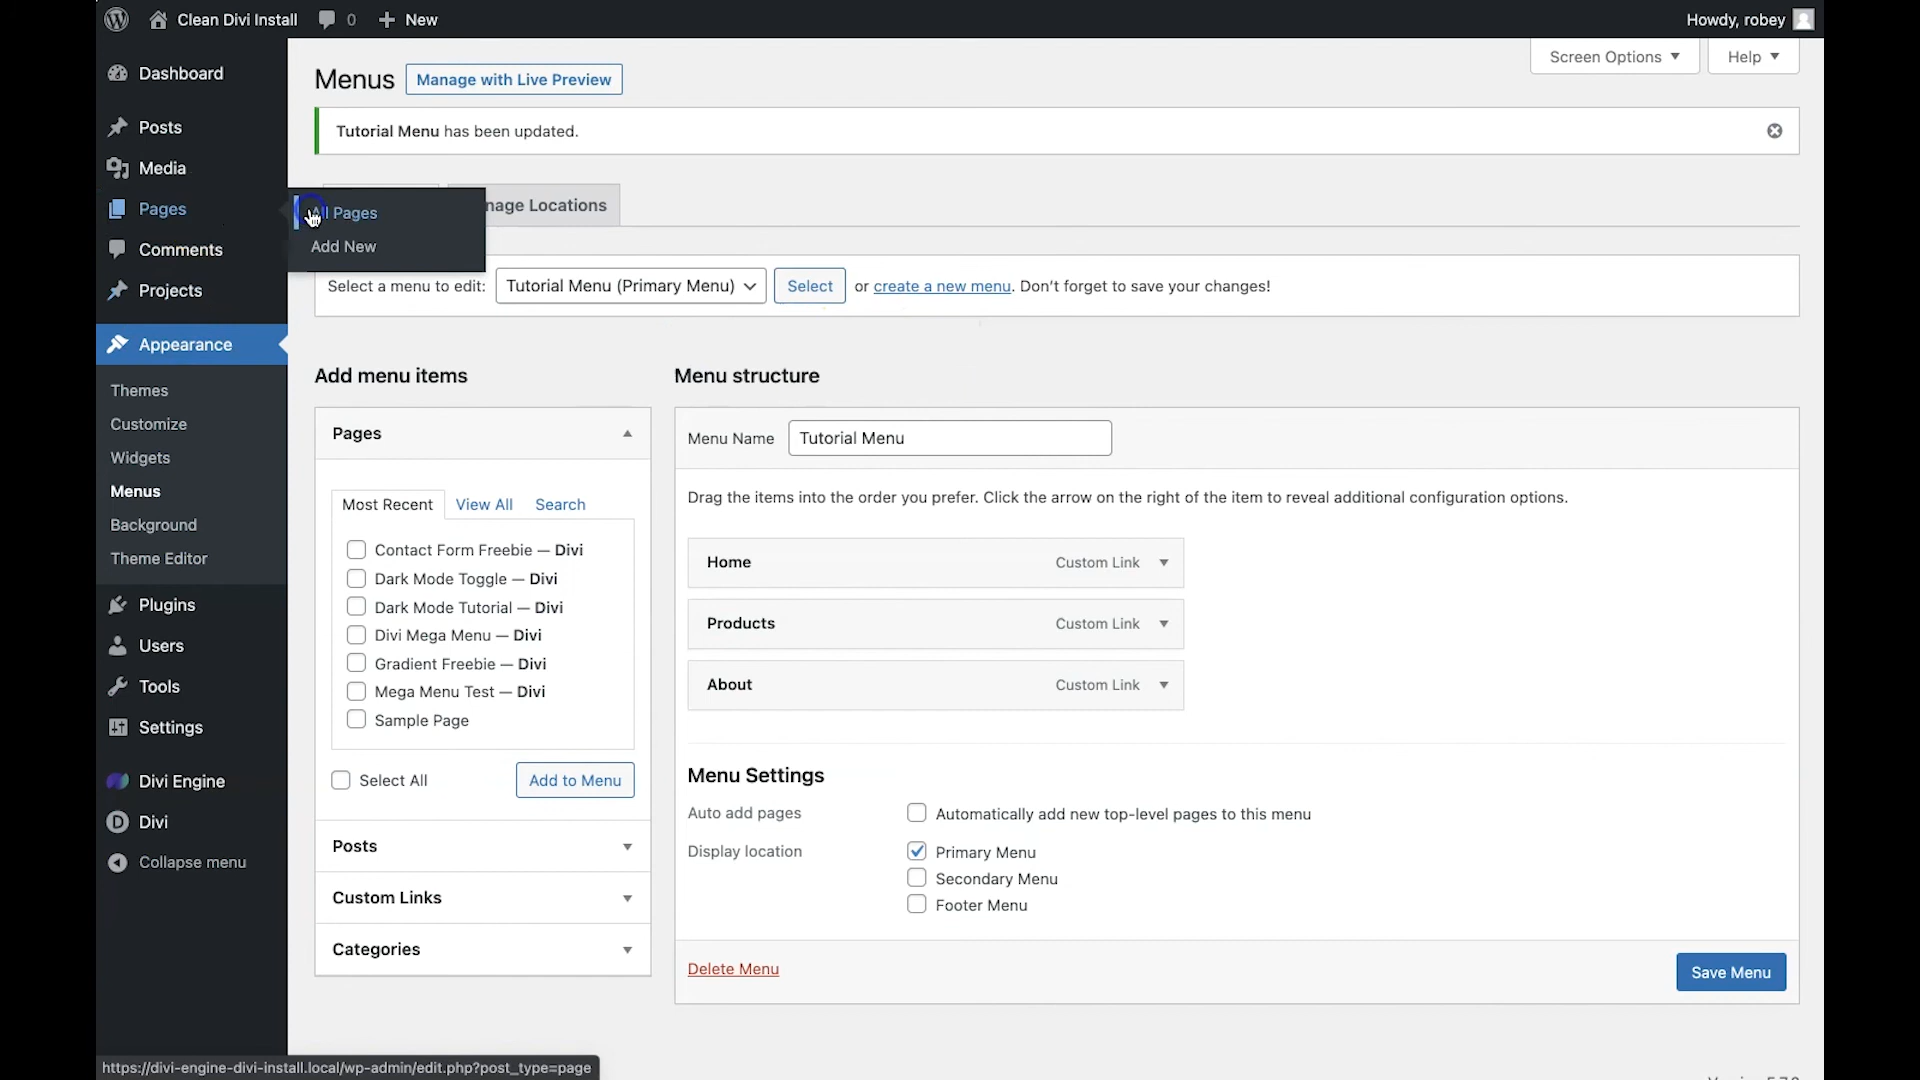 Clean Divi Install 0 New Howdy, robey
Screen Options Help
Dashboard
Posts
Media
Pages
Comments
Projects
Appearance
Themes
Customize
Widgets
Menus
Background
Theme Editor
Plugins
Users
Tools
Settings
Divi Engine
Divi
Collapse menu
All Pages
Add New
Menus Manage with Live Preview
Tutorial Menu has been updated.
nage Locations
Select a menu to edit: Tutorial Menu (Primary Menu) Select or create a new menu. Don't forget to save your changes!
Add menu items
Pages
Most Recent View All Search
Contact Form Freebie — Divi
Dark Mode Toggle — Divi
Dark Mode Tutorial — Divi
Divi Mega Menu — Divi
Gradient Freebie — Divi
Mega Menu Test — Divi
Sample Page
Select All Add to Menu
Posts
Custom Links
Categories
Menu structure
Menu Name Tutorial Menu
Drag the items into the order you prefer. Click the arrow on the right of the item to reveal additional configuration options.
Home Custom Link
Products Custom Link
About Custom Link
Menu Settings
Auto add pages Automatically add new top-level pages to this menu
Display location Primary Menu
Secondary Menu
Footer Menu
Delete Menu Save Menu
https://divi-engine-divi-install.local/wp-admin/edit.php?post_type=page